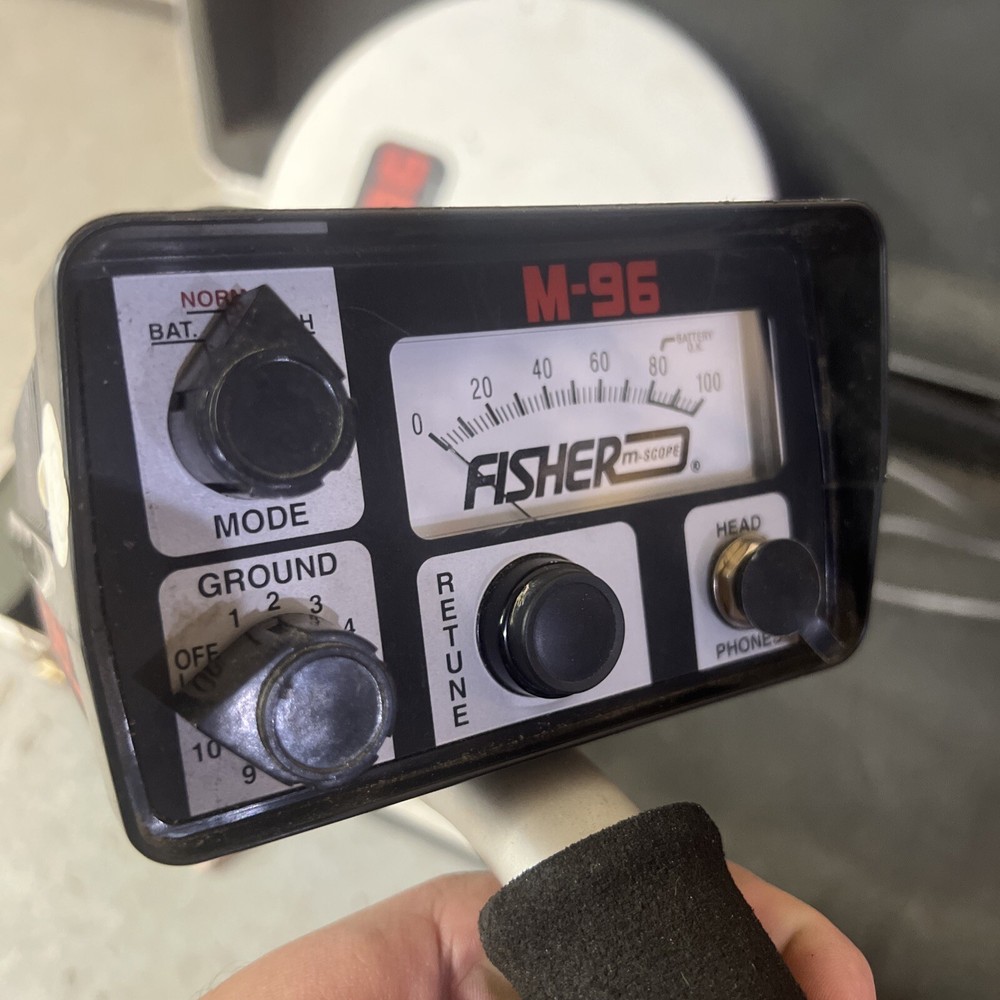 M-96
NORM
BAT.
H
MODE
0 20 40 60 80 100
BATTERY
O.K.
FISHER m-scope ®
GROUND
1 2 3 4
OFF
10
9
RETUNE
HEAD
PHONES